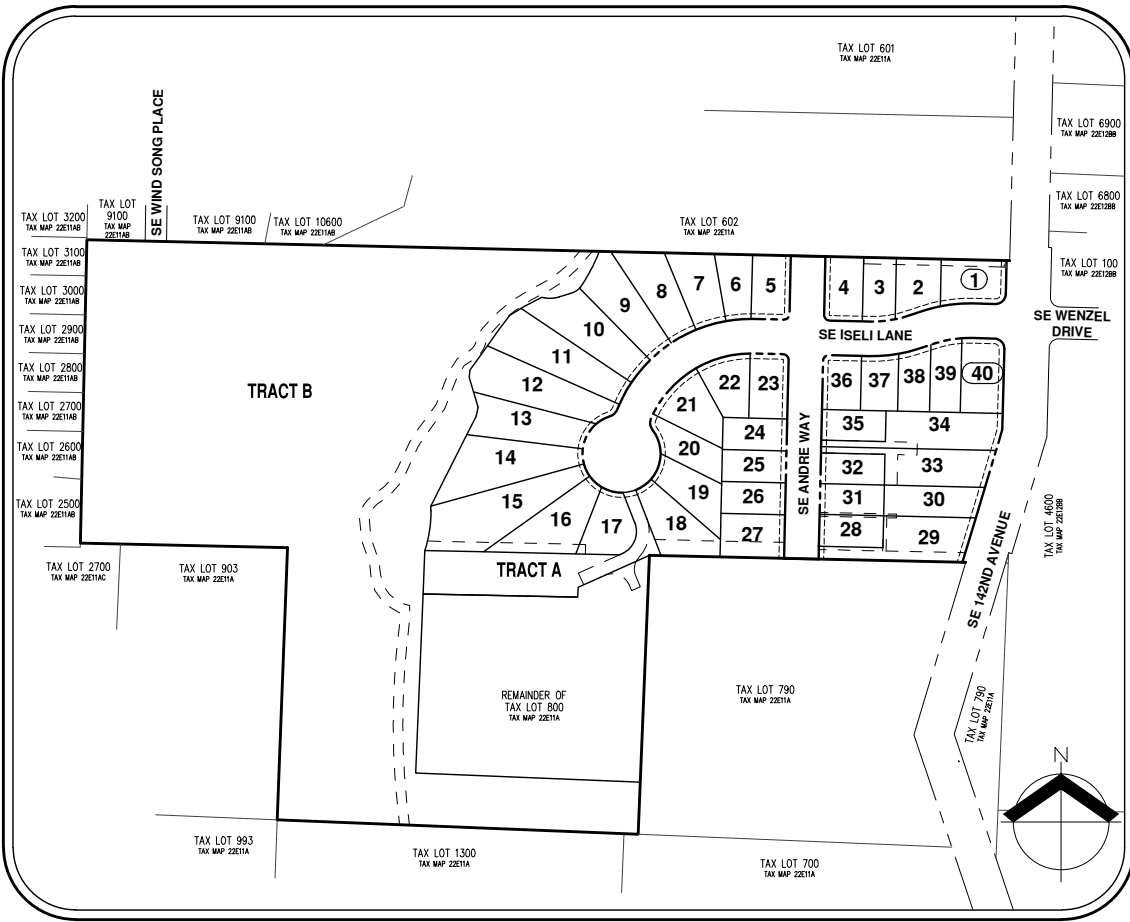 TAX LOT 601
TAX MAP 22E11A
TAX LOT 6900
TAX MAP 22E12BB
TAX LOT 6800
TAX MAP 22E12BB
TAX LOT 100
TAX MAP 22E12BB
SE WIND SONG PLACE
TAX LOT 3200
TAX MAP 22E11AB
TAX LOT
9100
TAX MAP
22E11AB
TAX LOT 9100
TAX MAP 22E11AB
TAX LOT 10600
TAX MAP 22E11AB
TAX LOT 602
TAX MAP 22E11A
TAX LOT 3100
TAX MAP 22E11AB
TAX LOT 3000
TAX MAP 22E11AB
TAX LOT 2900
TAX MAP 22E11AB
TAX LOT 2800
TAX MAP 22E11AB
TAX LOT 2700
TAX MAP 22E11AB
TAX LOT 2600
TAX MAP 22E11AB
TAX LOT 2500
TAX MAP 22E11AB
TRACT B
10
9
8
7
6
5
4
3
2
1
SE ISELI LANE
SE WENZEL
DRIVE
11
12
13
14
15
16
17
18
19
20
21
22
23
24
25
26
27
SE ANDRE WAY
36
37
38
39
40
35
34
32
33
31
30
28
29
SE 142ND AVENUE
TAX LOT 4600
TAX MAP 22E12BB
TAX LOT 2700
TAX MAP 22E11AC
TAX LOT 903
TAX MAP 22E11A
TRACT A
REMAINDER OF
TAX LOT 800
TAX MAP 22E11A
TAX LOT 790
TAX MAP 22E11A
TAX LOT 790
TAX MAP 22E11A
N
TAX LOT 993
TAX MAP 22E11A
TAX LOT 1300
TAX MAP 22E11A
TAX LOT 700
TAX MAP 22E11A